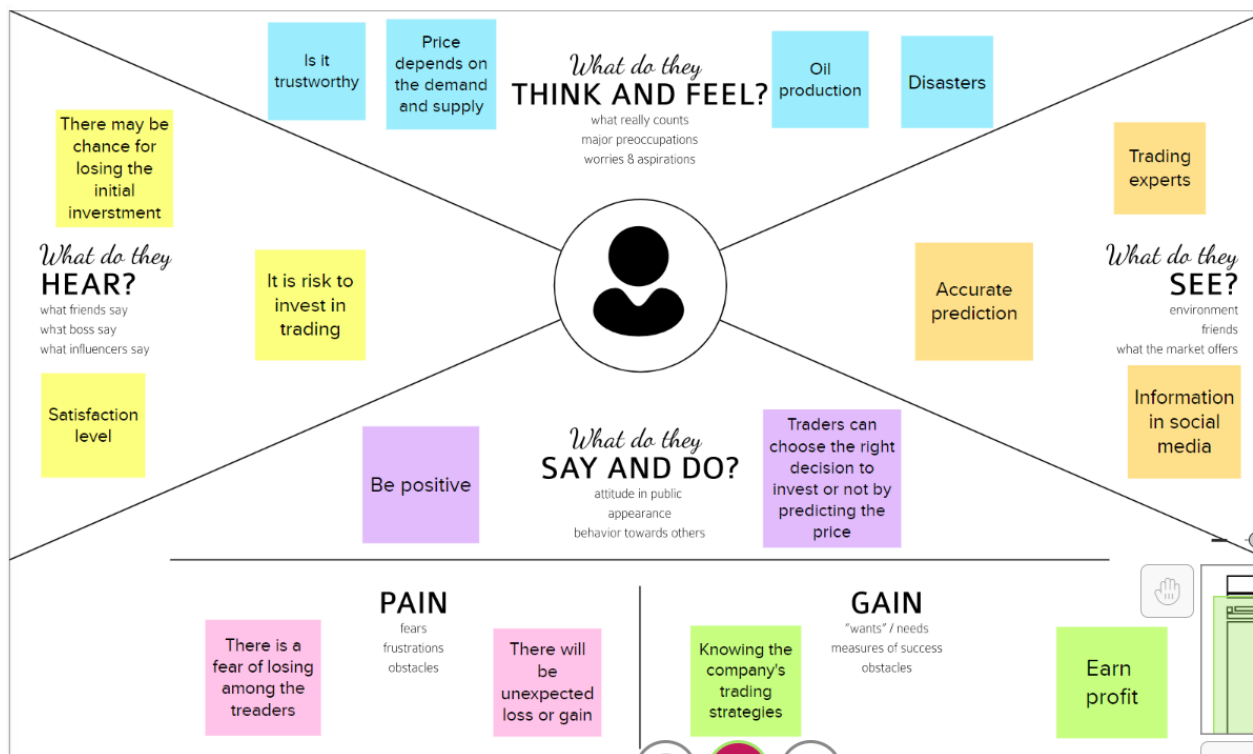 Is it
trustworthy
Price
depends on
the demand
and supply
What do they
THINK AND FEEL?
what really counts
major preoccupations
worries & aspirations
Oil
production
Disasters
There may be
chance for
losing the
initial
inverstment
What do they
HEAR?
what friends say
what boss say
what influencers say
It is risk to
invest in
trading
Satisfaction
level
Trading
experts
Accurate
prediction
What do they
SEE?
environment
friends
what the market offers
Information
in social
media
Be positive
What do they
SAY AND DO?
attitude in public
appearance
behavior towards others
Traders can
choose the right
decision to
invest or not by
predicting the
price
PAIN
fears
frustrations
obstacles
There is a
fear of losing
among the
treaders
There will
be
unexpected
loss or gain
GAIN
"wants" / needs
measures of success
obstacles
Knowing the
company's
trading
strategies
Earn
profit